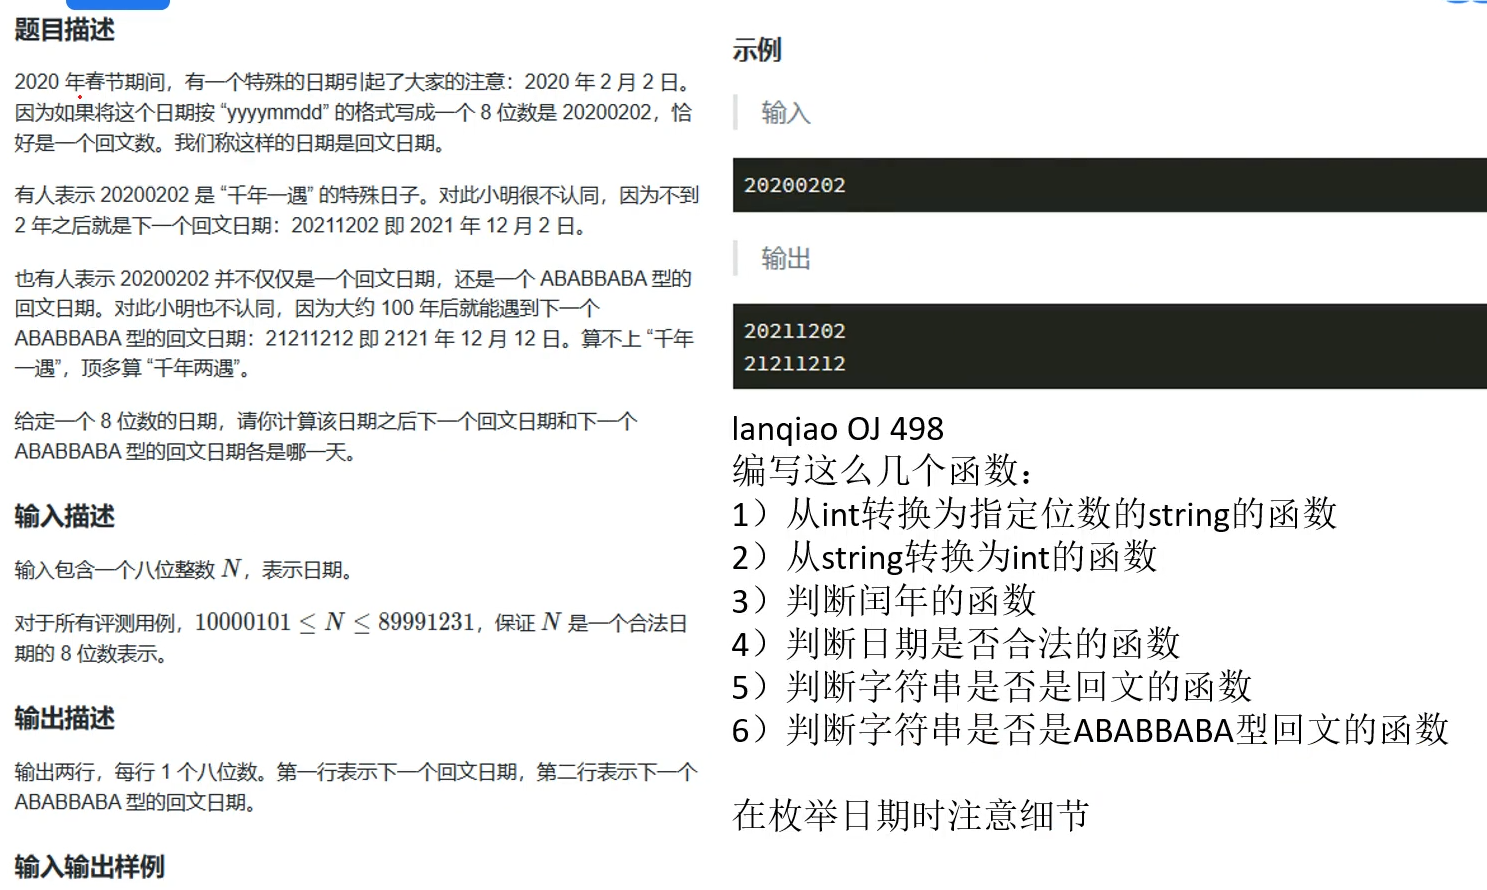 题目描述
2020 年春节期间，有一个特殊的日期引起了大家的注意：2020 年 2 月 2 日。
因为如果将这个日期按 “yyyymmdd” 的格式写成一个 8 位数是 20200202，恰
好是一个回文数。我们称这样的日期是回文日期。
有人表示 20200202 是 “千年一遇” 的特殊日子。对此小明很不认同，因为不到
2 年之后就是下一个回文日期：20211202 即 2021 年 12 月 2 日。
也有人表示 20200202 并不仅仅是一个回文日期，还是一个 ABABBABA 型的
回文日期。对此小明也不认同，因为大约 100 年后就能遇到下一个
ABABBABA 型的回文日期：21211212 即 2121 年 12 月 12 日。算不上 “千年
一遇”，顶多算 “千年两遇”。
给定一个 8 位数的日期，请你计算该日期之后下一个回文日期和下一个
ABABBABA 型的回文日期各是哪一天。
输入描述
输入包含一个八位整数 N，表示日期。
对于所有评测用例，10000101 ≤ N ≤ 89991231，保证 N 是一个合法日
期的 8 位数表示。
输出描述
输出两行，每行 1 个八位数。第一行表示下一个回文日期，第二行表示下一个
ABABBABA 型的回文日期。
输入输出样例
示例
输入
20200202
输出
20211202
21211212
lanqiao OJ 498
编写这么几个函数：
1）从int转换为指定位数的string的函数
2）从string转换为int的函数
3）判断闰年的函数
4）判断日期是否合法的函数
5）判断字符串是否是回文的函数
6）判断字符串是否是ABABBABA型回文的函数
在枚举日期时注意细节